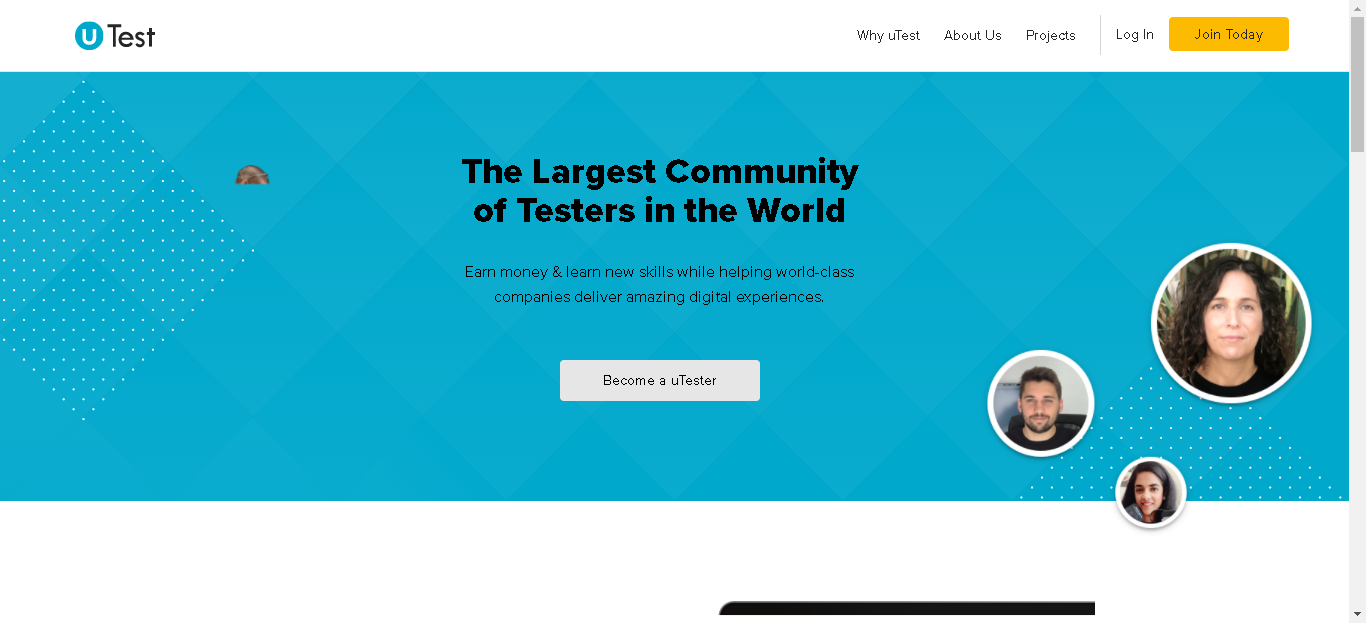 uTest
Why uTest
About Us
Projects
Log In
Join Today
The Largest Community
of Testers in the World
Earn money & learn new skills while helping world-class
companies deliver amazing digital experiences.
Become a uTester